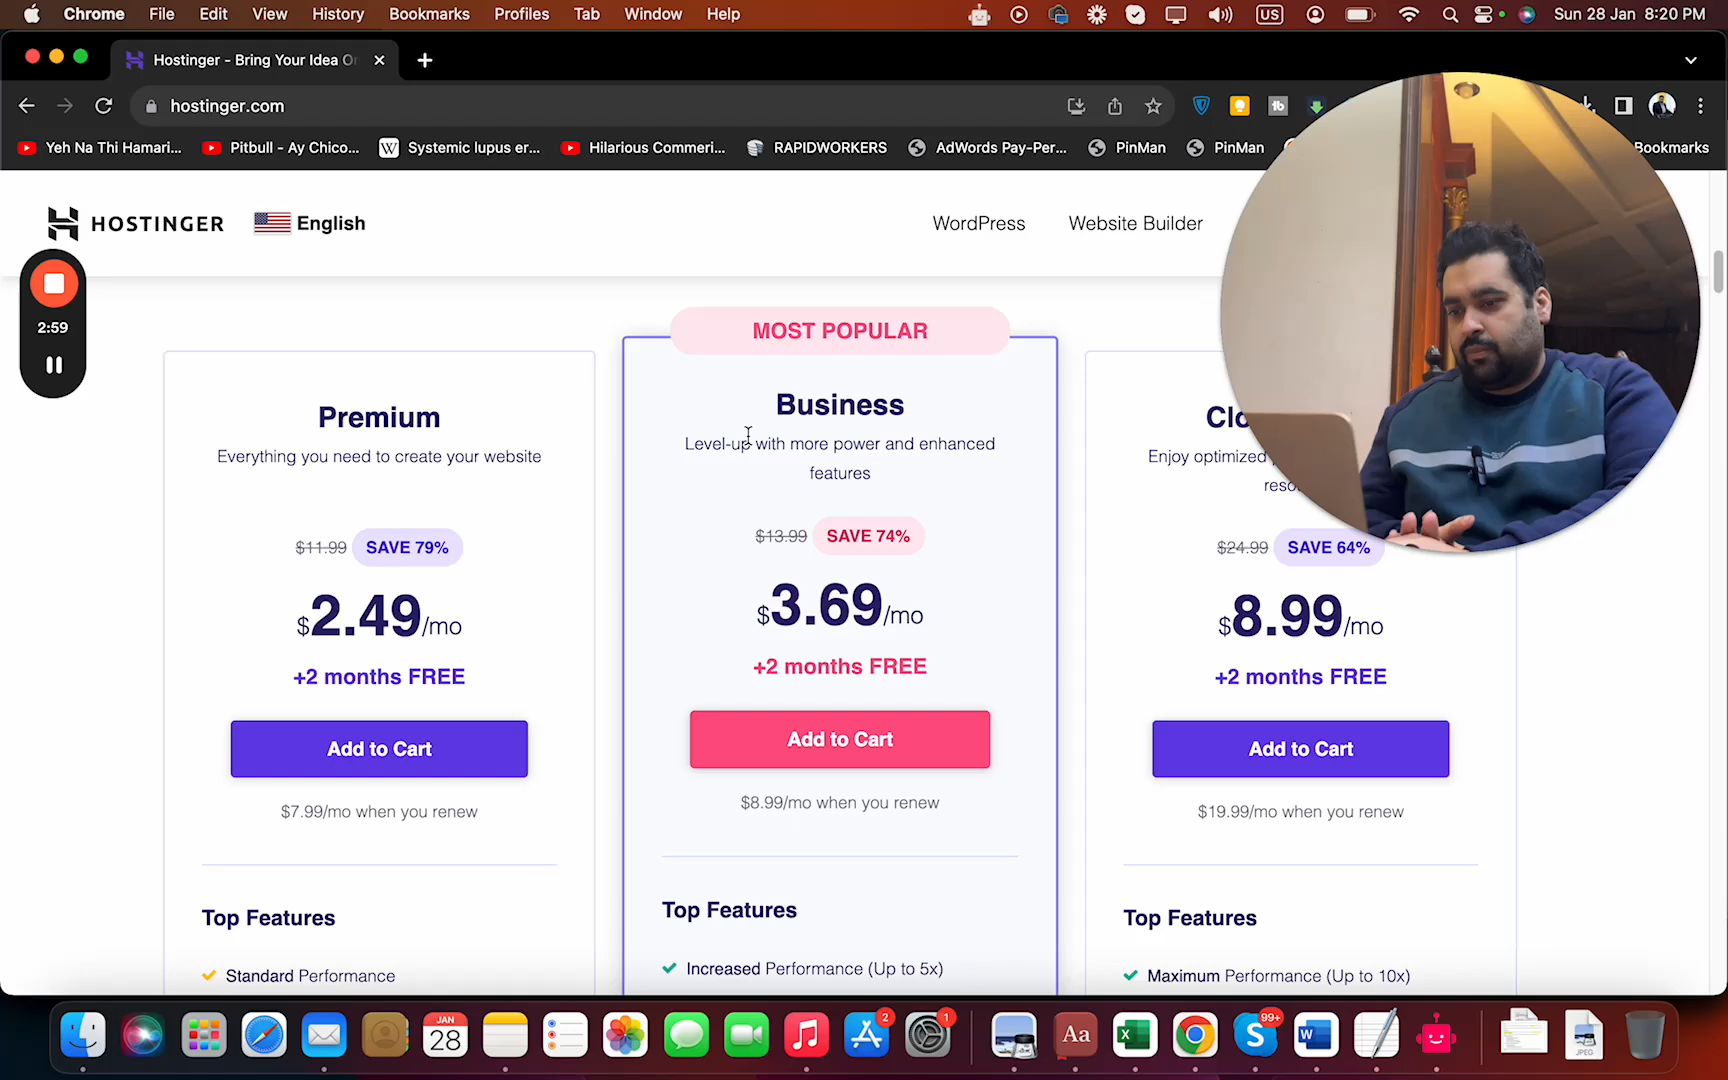 Chrome File Edit View History Bookmarks Profiles Tab Window Help US Sun 28 Jan 8:20 PM
Hostinger - Bring Your Idea
hostinger.com
Yeh Na Thi Hamari... Pitbull - Ay Chico... Systemic lupus er... Hilarious Commeri... RAPIDWORKERS AdWords Pay-Per... PinMan PinMan Bookmarks
HOSTINGER English WordPress Website Builder
2:59
MOST POPULAR
Premium
Everything you need to create your website
$11.99 SAVE 79%
$2.49/mo
+2 months FREE
Add to Cart
$7.99/mo when you renew
Top Features
Standard Performance
Business
Level-up with more power and enhanced
features
$13.99 SAVE 74%
$3.69/mo
+2 months FREE
Add to Cart
$8.99/mo when you renew
Top Features
Increased Performance (Up to 5x)
Enjoy optimized
$24.99 SAVE 64%
$8.99/mo
+2 months FREE
Add to Cart
$19.99/mo when you renew
Top Features
Maximum Performance (Up to 10x)
JAN
28
Aa
2
1
99+
JPEG